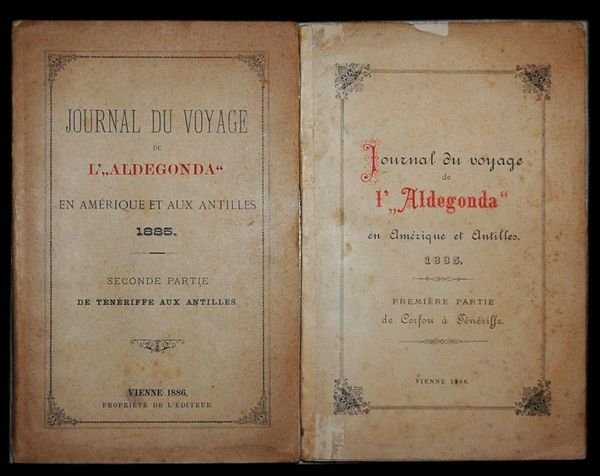 JOURNAL DU VOYAGE
DE
L'„ALDEGONDA“
EN AMÉRIQUE ET AUX ANTILLES
1885.
SECONDE PARTIE
DE TÉNÉRIFFE AUX ANTILLES.
VIENNE 1886.
PROPRIÉTÉ DE L'ÉDITEUR.
Journal du voyage
de
l'„Aldegonda“
en Amérique et Antilles.
1885.
PREMIÈRE PARTIE
de Corfou à Ténériffe.
VIENNE 1886.